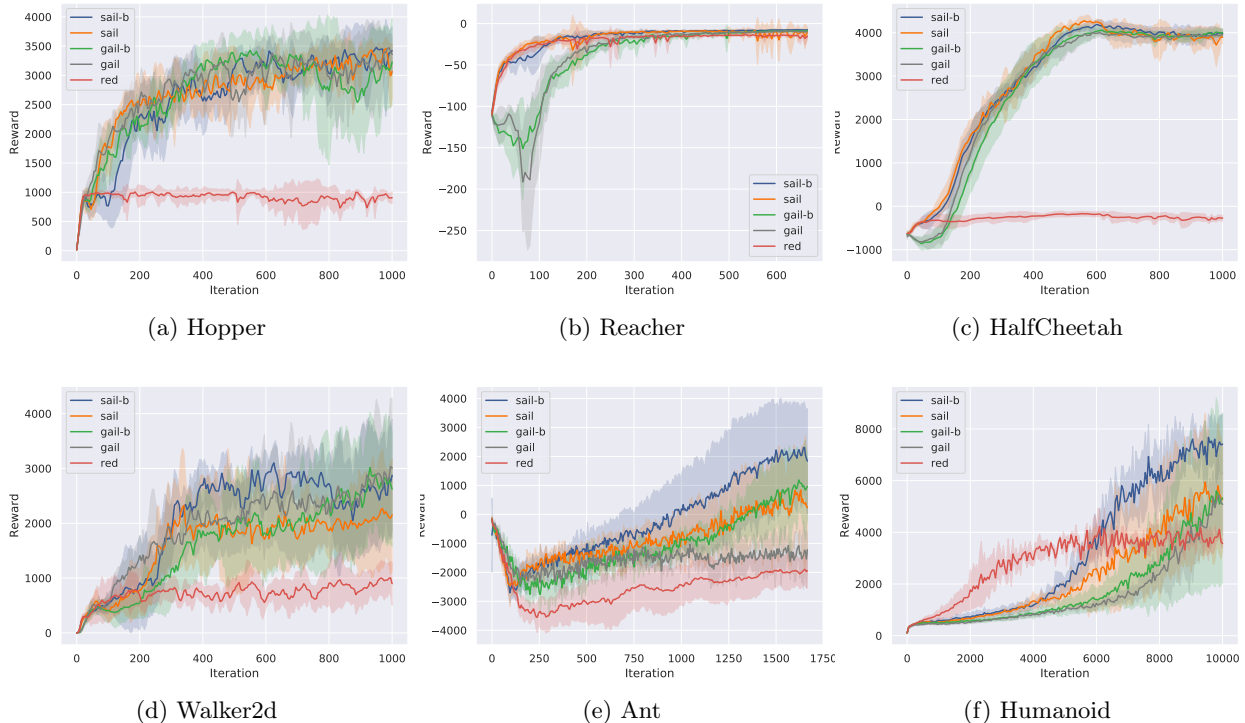 sail-b
sail
gail-b
gail
red
3500
3000
2500
2000
1500
1000
500
0
Reward
0 200 400 600 800 1000
Iteration
(a) Hopper
0
−50
−100
−150
−200
−250
Reward
sail-b
sail
gail-b
gail
red
0 100 200 300 400 500 600
Iteration
(b) Reacher
sail-b
sail
gail-b
gail
red
4000
3000
2000
1000
0
−1000
Reward
0 200 400 600 800 1000
Iteration
(c) HalfCheetah
sail-b
sail
gail-b
gail
red
4000
3000
2000
1000
0
Reward
0 200 400 600 800 1000
Iteration
(d) Walker2d
sail-b
sail
gail-b
gail
red
4000
3000
2000
1000
0
−1000
−2000
−3000
−4000
Reward
0 250 500 750 1000 1250 1500 1750
Iteration
(e) Ant
sail-b
sail
gail-b
gail
red
8000
6000
4000
2000
0
Reward
0 2000 4000 6000 8000 10000
Iteration
(f) Humanoid